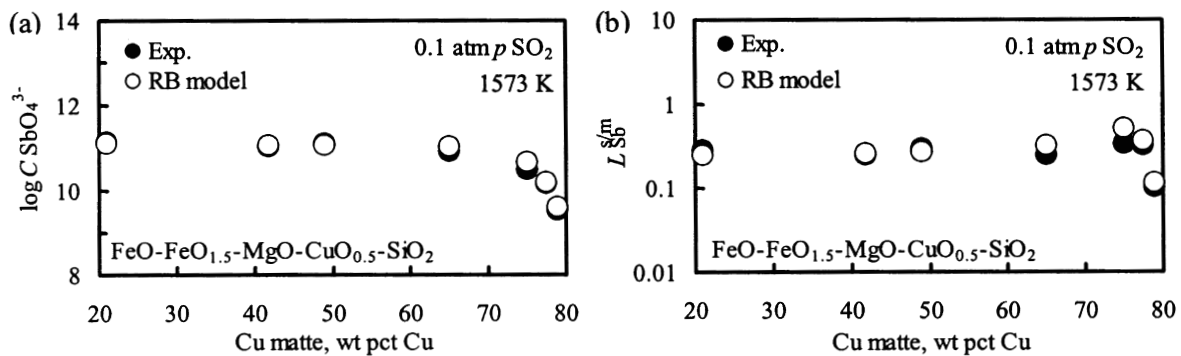 (a)
log C SbO₄³⁻
14
12
11
10
8
● Exp.
○ RB model
0.1 atm p SO₂
1573 K
FeO-FeO₁.₅-MgO-CuO₀.₅-SiO₂
20 30 40 50 60 70 80
Cu matte, wt pct Cu
(b)
L Sb s/m
10
1
0.1
0.01
● Exp.
○ RB model
0.1 atm p SO₂
1573 K
FeO-FeO₁.₅-MgO-CuO₀.₅-SiO₂
20 30 40 50 60 70 80
Cu matte, wt pct Cu